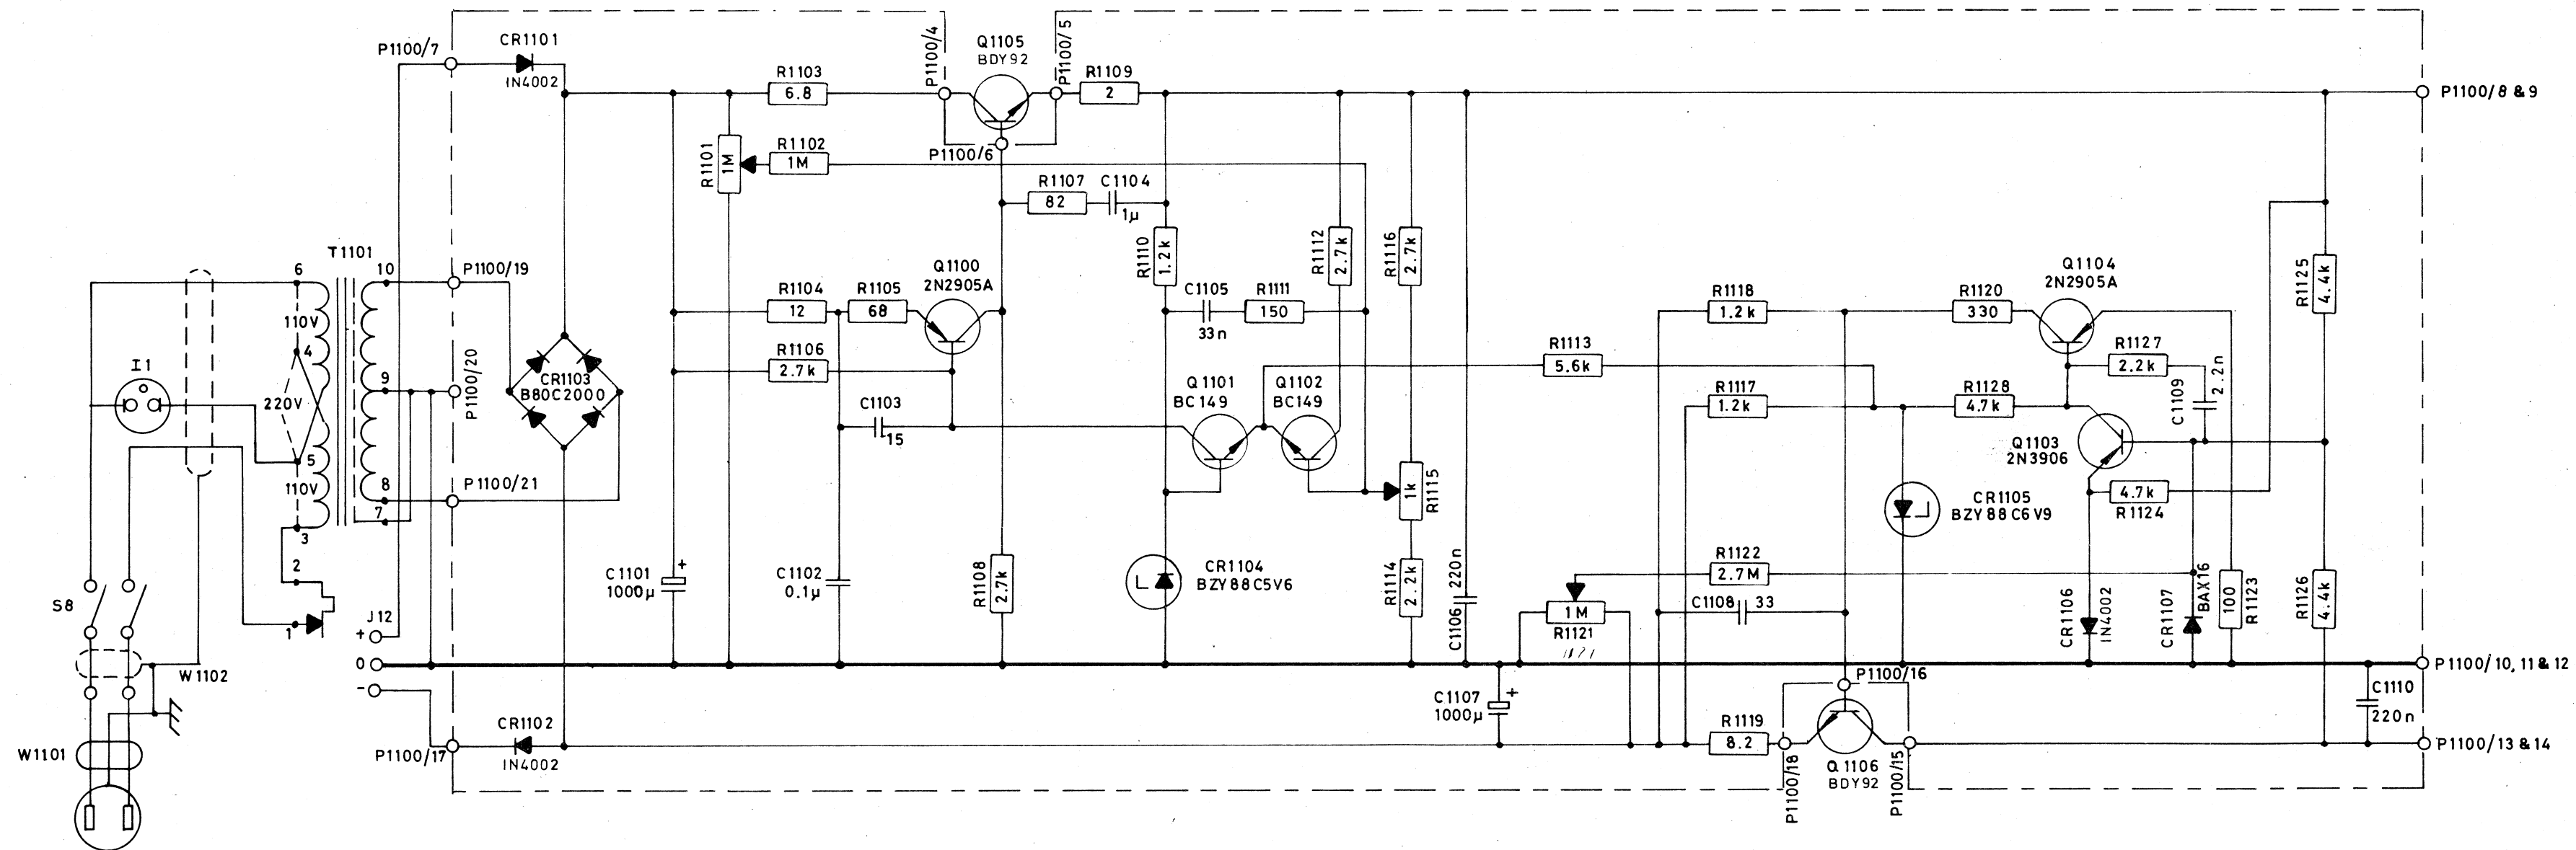 P1100/7
CR1101
1N4002
P1100/4
Q1105
BDY92
P1100/5
R1103
6.8
R1109
2
P1100/8 & 9
R1101
1M
R1102
1M
P1100/6
R1107
82
C1104
1µ
T1101
6
10
P1100/19
110V
4
I1
220V
9
P1100/20
5
110V
8
P1100/21
7
3
2
1
CR1103
B80C2000
R1104
12
R1105
68
Q1100
2N2905A
R1106
2.7k
C1103
15
R1110
1.2k
C1105
33n
R1111
150
R1112
2.7k
R1116
2.7k
Q1101
BC149
Q1102
BC149
R1113
5.6k
R1115
1k
R1118
1.2k
R1120
330
Q1104
2N2905A
R1127
2.2k
C1109
2.2n
R1117
1.2k
R1128
4.7k
Q1103
2N3906
R1125
4.4k
CR1105
BZY88C6V9
4.7k
R1124
C1101
1000µ
+
C1102
0.1µ
R1108
2.7k
CR1104
BZY88C5V6
R1114
2.2k
C1106
220n
R1122
2.7M
C1108
33
1M
R1121
1121
CR1106
1N4002
CR1107
BAX16
100
R1123
R1126
4.4k
S8
J12
+
0
-
W1102
P1100/10, 11 & 12
P1100/16
C1107
1000µ
+
C1110
220n
CR1102
1N4002
P1100/17
R1119
8.2
P1100/18
Q1106
BDY92
P1100/15
P1100/13 & 14
W1101